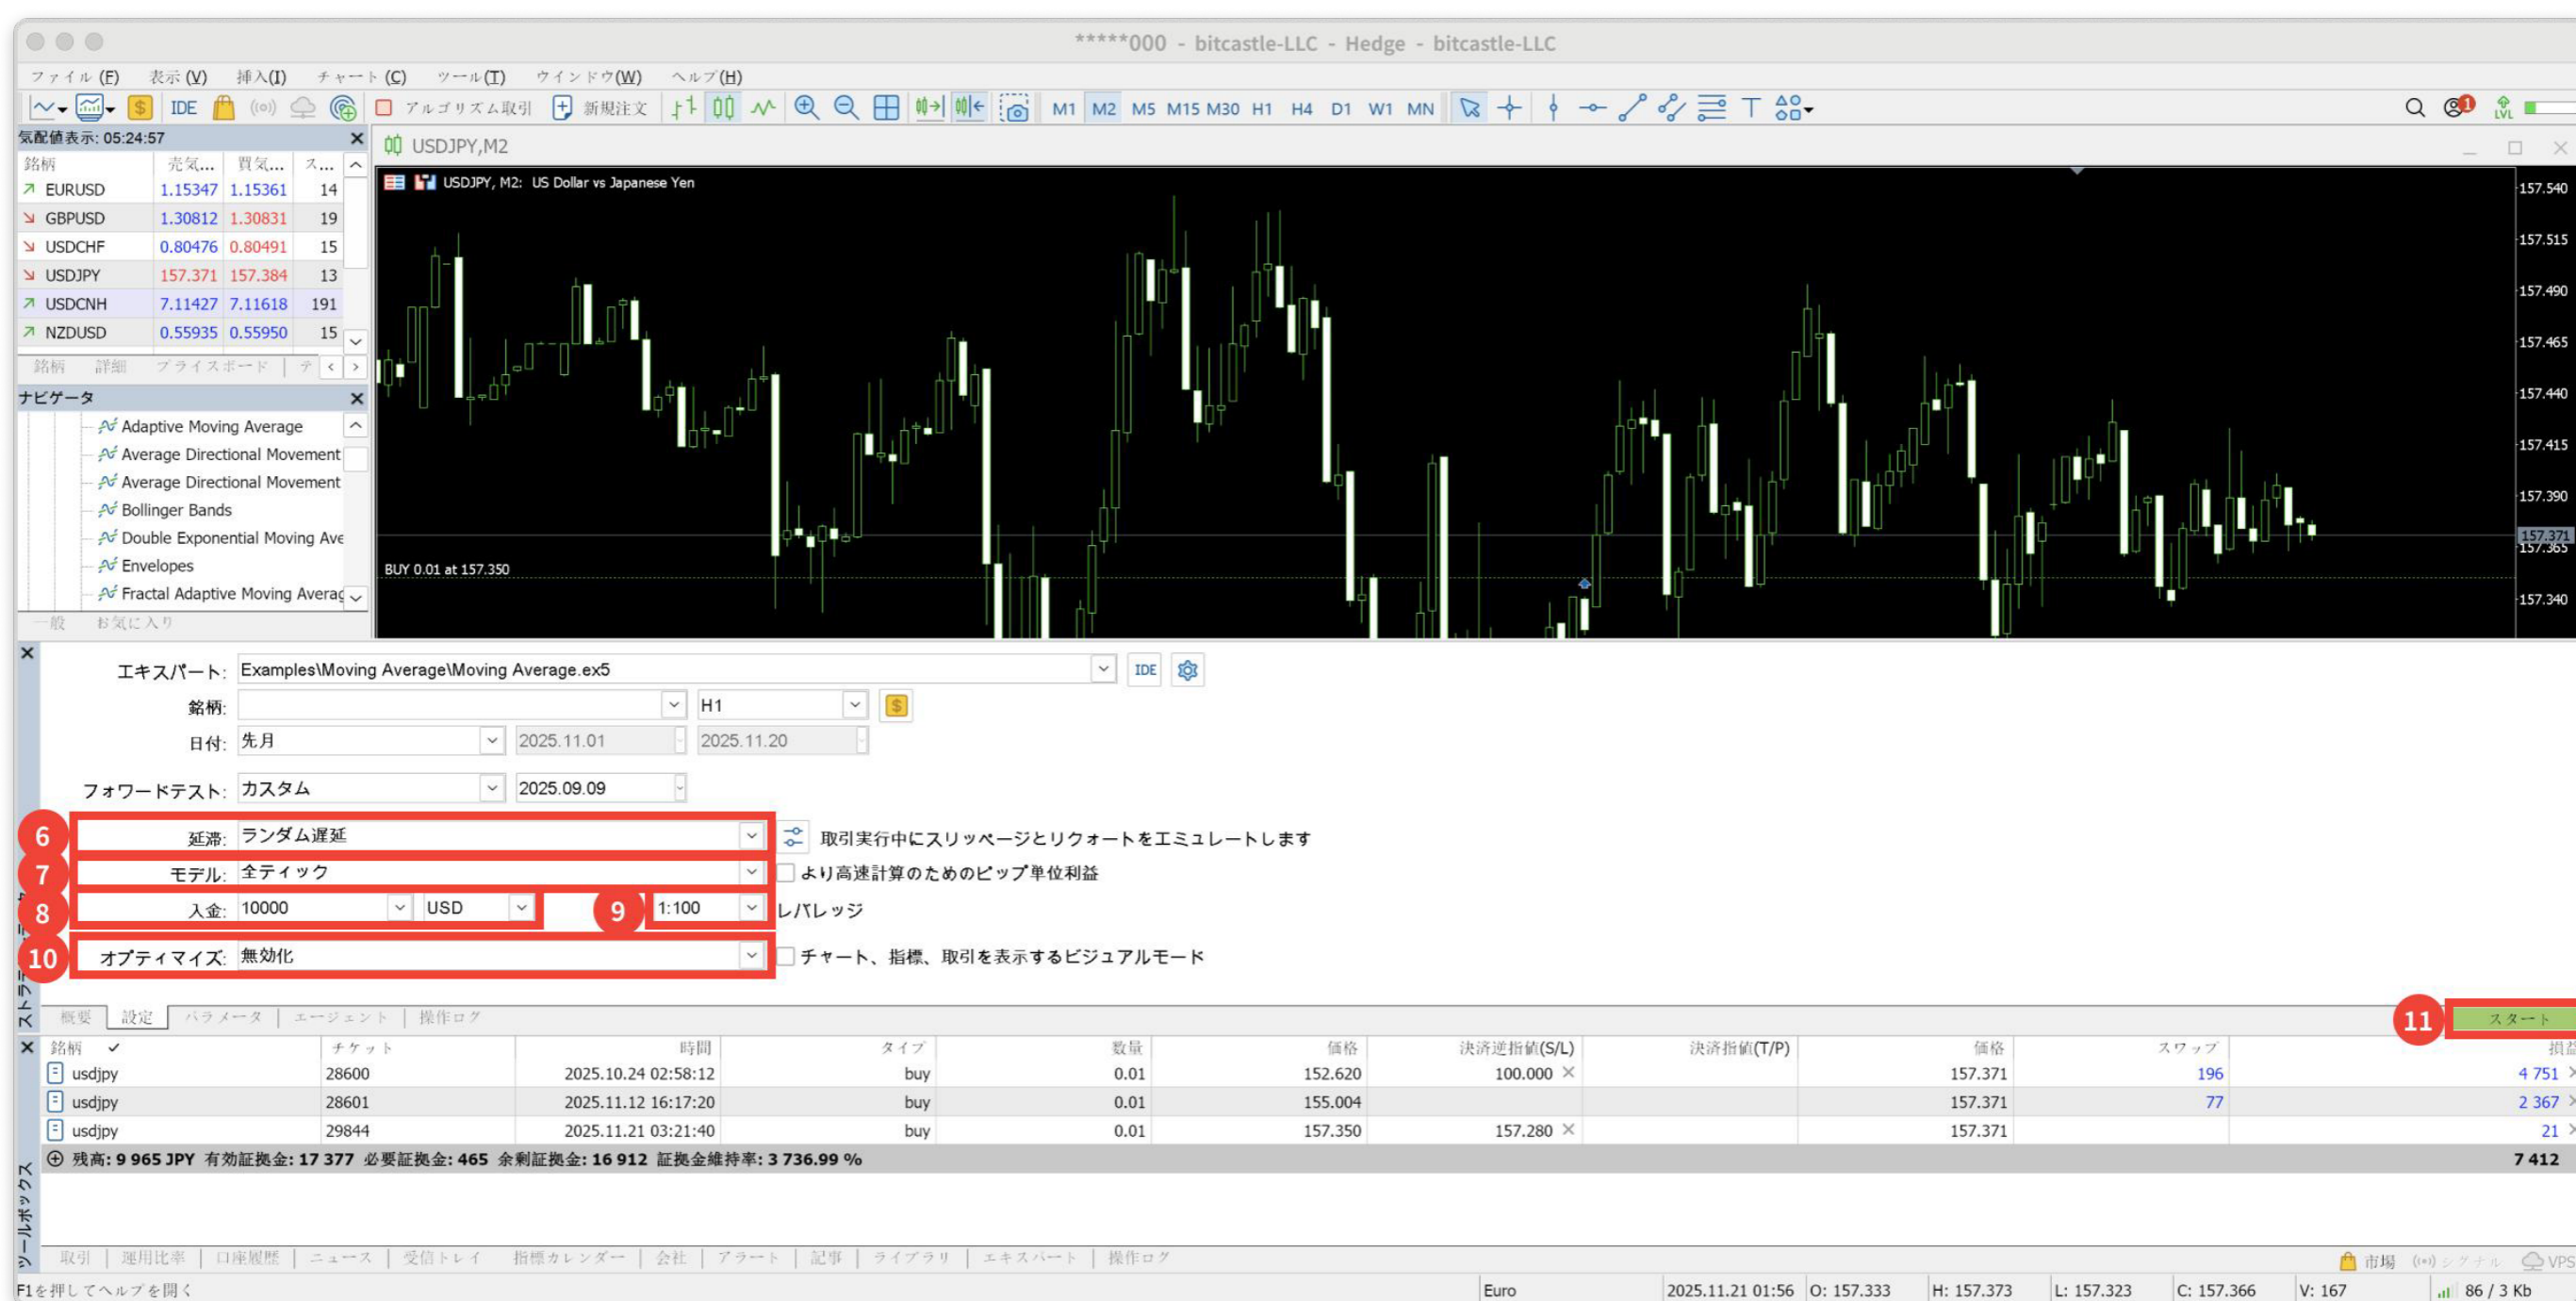 *****000 - bitcastle-LLC - Hedge - bitcastle-LLC
ファイル (F) 表示 (V) 挿入(I) チャート (C) ツール(T) ウインドウ(W) ヘルプ(H)
IDE アルゴリズム取引 新規注文 M1 M2 M5 M15 M30 H1 H4 D1 W1 MN T 1 LVL
気配値表示: 05:24:57
銘柄 売気... 買気... ス...
EURUSD 1.15347 1.15361 14
GBPUSD 1.30812 1.30831 19
USDCHF 0.80476 0.80491 15
USDJPY 157.371 157.384 13
USDCNH 7.11427 7.11618 191
NZDUSD 0.55935 0.55950 15
銘柄 詳細 プライスボード テ
ナビゲータ
Adaptive Moving Average
Average Directional Movement
Average Directional Movement
Bollinger Bands
Double Exponential Moving Ave
Envelopes
Fractal Adaptive Moving Averag
一般 お気に入り
USDJPY,M2
USDJPY, M2: US Dollar vs Japanese Yen
BUY 0.01 at 157.350
157.540
157.515
157.490
157.465
157.440
157.415
157.390
157.371
157.365
157.340
エキスパート: Examples\Moving Average\Moving Average.ex5 IDE
銘柄: H1
日付: 先月 2025.11.01 2025.11.20
フォワードテスト: カスタム 2025.09.09
6 延滞: ランダム遅延 取引実行中にスリッページとリクォートをエミュレートします
7 モデル: 全ティック より高速計算のためのピップ単位利益
8 入金: 10000 USD 9 1:100 レバレッジ
10 オプティマイズ: 無効化 チャート、指標、取引を表示するビジュアルモード
概要 設定 パラメータ エージェント 操作ログ 11 スタート
銘柄 チケット 時間 タイプ 数量 価格 決済逆指値(S/L) 決済指値(T/P) 価格 スワップ 損益
usdjpy 28600 2025.10.24 02:58:12 buy 0.01 152.620 100.000 157.371 196 4 751
usdjpy 28601 2025.11.12 16:17:20 buy 0.01 155.004 157.371 77 2 367
usdjpy 29844 2025.11.21 03:21:40 buy 0.01 157.350 157.280 157.371 21
残高: 9 965 JPY 有効証拠金: 17 377 必要証拠金: 465 余剰証拠金: 16 912 証拠金維持率: 3 736.99 % 7 412
ツールボックス
取引 運用比率 口座履歴 ニュース 受信トレイ 指標カレンダー 会社 アラート 記事 ライブラリ エキスパート 操作ログ 市場 シグナル VPS
F1を押してヘルプを開く Euro 2025.11.21 01:56 O: 157.333 H: 157.373 L: 157.323 C: 157.366 V: 167 86 / 3 Kb